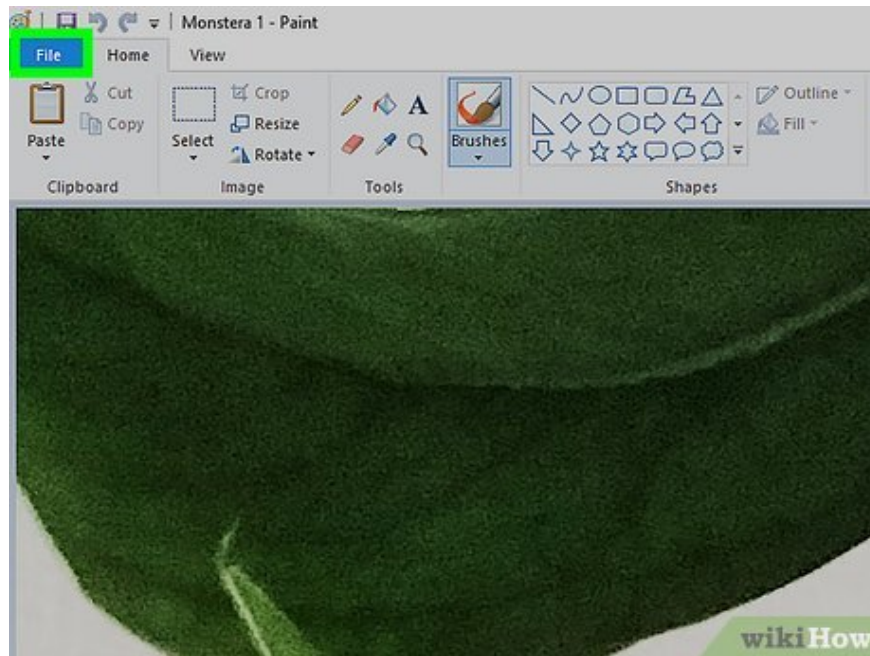 Monstera 1 - Paint
File Home View
Paste
Cut
Copy
Clipboard
Select
Crop
Resize
Rotate
Image
A
Tools
Brushes
Shapes
Outline
Fill
wikiHow